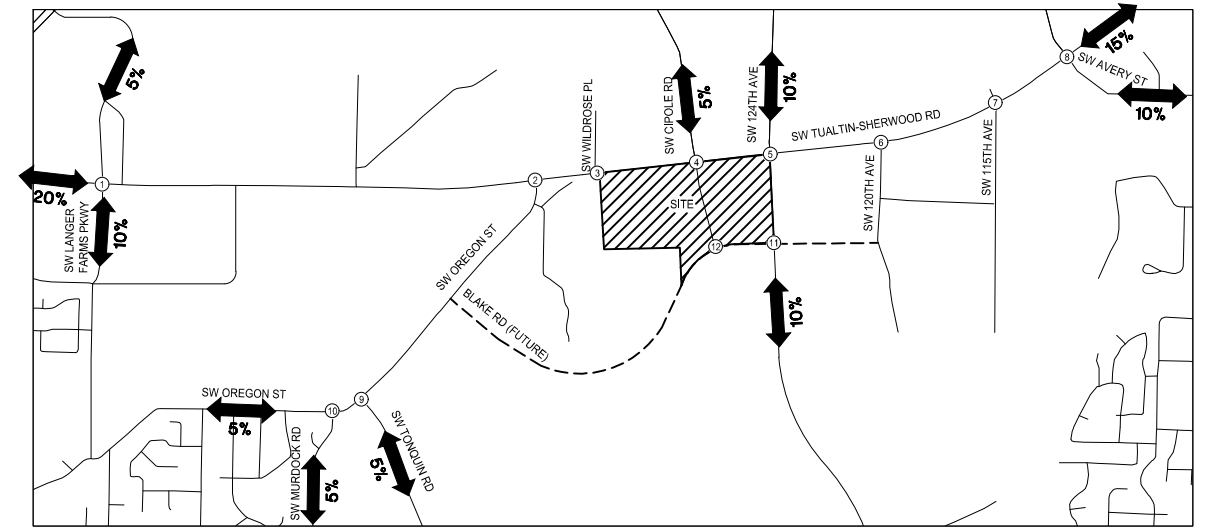 5%
20%
1
SW LANGER
FARMS PKWY
10%
2
SW WILDROSE PL
3
SW CIPOLE RD
5%
4
SW 124TH AVE
10%
5
SW TUALTIN-SHERWOOD RD
SITE
6
SW 120TH AVE
7
SW 115TH AVE
8
15%
SW AVERY ST
10%
12
11
10%
SW OREGON ST
BLAKE RD (FUTURE)
SW OREGON ST
5%
10
9
SW MURDOCK RD
5%
5%
SW TONQUIN RD